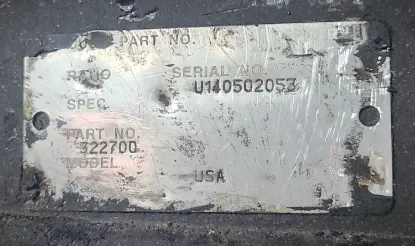 PART NO.
RATIO SERIAL NO.
U140502053
SPEC.
PART NO.
322700
MODEL
USA